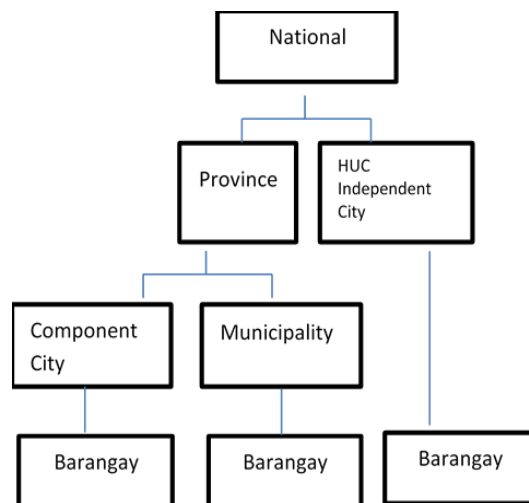 National
Province
HUC
Independent
City
Component
City
Municipality
Barangay
Barangay
Barangay